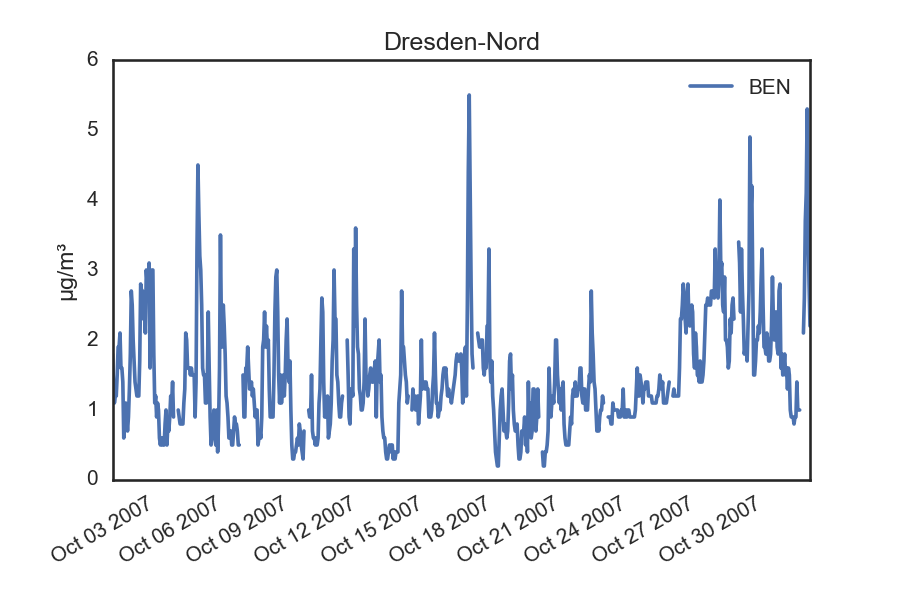 Dresden-Nord
BEN
µg/m³
6
5
4
3
2
1
0
Oct 03 2007
Oct 06 2007
Oct 09 2007
Oct 12 2007
Oct 15 2007
Oct 18 2007
Oct 21 2007
Oct 24 2007
Oct 27 2007
Oct 30 2007